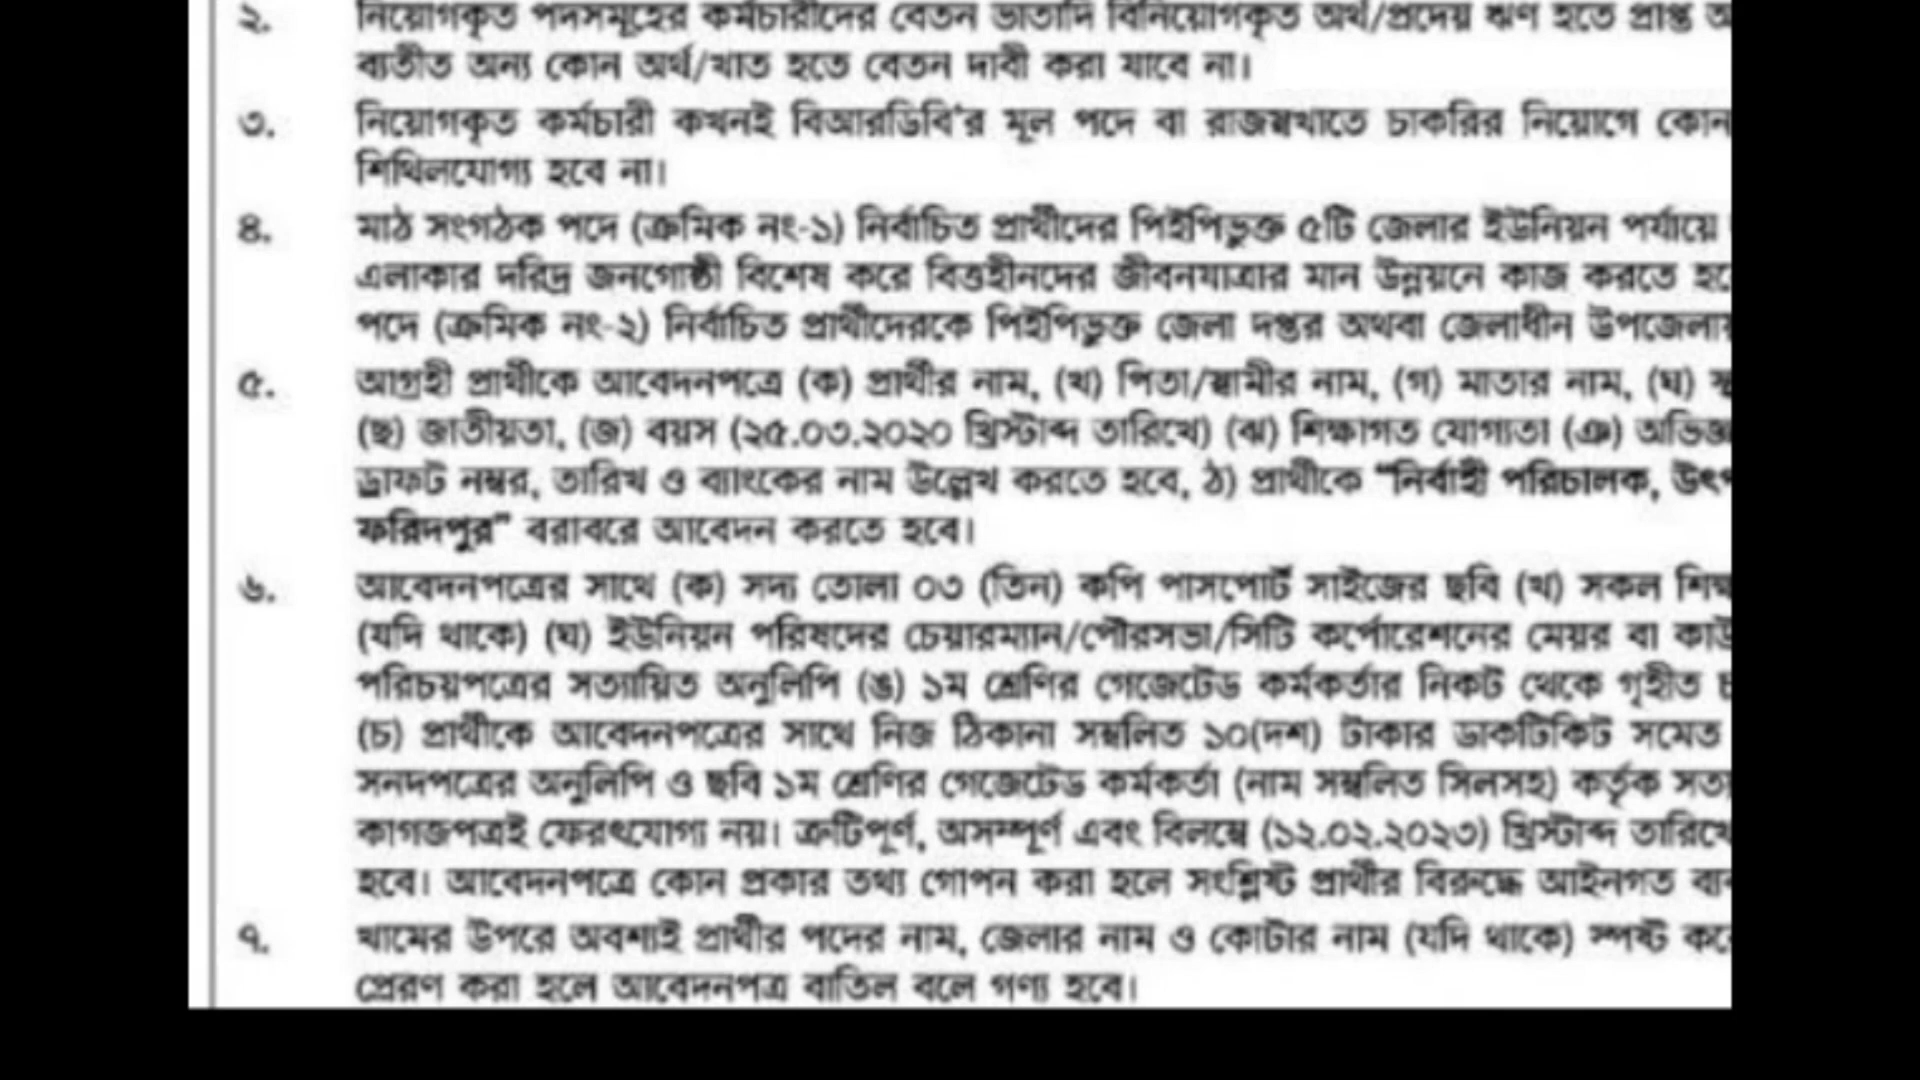 ২. নিয়োগকৃত পদসমূহের কর্মচারীদের বেতন ভাতাদি বিনিয়োগকৃত অর্থ/প্রদেয় ঋণ হতে প্রাপ্ত
ব্যতীত অন্য কোন অর্থ/খাত হতে বেতন দাবী করা যাবে না।
৩. নিয়োগকৃত কর্মচারী কখনই বিআরডিবি'র মূল পদে বা রাজস্বখাতে চাকরির নিয়োগে কোন
শিথিলযোগ্য হবে না।
৪. মাঠ সংগঠক পদে (ক্রমিক নং-১) নির্বাচিত প্রার্থীদের পিইপিভুক্ত ৫টি জেলার ইউনিয়ন পর্যায়ে
এলাকার দরিদ্র জনগোষ্ঠী বিশেষ করে বিত্তহীনদের জীবনযাত্রার মান উন্নয়নে কাজ করতে
পদে (ক্রমিক নং-২) নির্বাচিত প্রার্থীদেরকে পিইপিভুক্ত জেলা দপ্তর অথবা জেলাধীন উপজেলায়
৫. আগ্রহী প্রার্থীকে আবেদনপত্রে (ক) প্রার্থীর নাম, (খ) পিতা/স্বামীর নাম, (গ) মাতার নাম, (ঘ)
(ছ) জাতীয়তা, (জ) বয়স (২৫.০৩.২০২০ খ্রিস্টাব্দ তারিখে) (ঝ) শিক্ষাগত যোগ্যতা (ঞ)
ড্রাফট নম্বর, তারিখ ও ব্যাংকের নাম উল্লেখ করতে হবে, ঠ) প্রার্থীকে "নির্বাহী পরিচালক,
ফরিদপুর" বরাবরে আবেদন করতে হবে।
৬. আবেদনপত্রের সাথে (ক) সদ্য তোলা ০৩ (তিন) কপি পাসপোর্ট সাইজের ছবি (খ) সকল
(যদি থাকে) (ঘ) ইউনিয়ন পরিষদের চেয়ারম্যান/পৌরসভা/সিটি কর্পোরেশনের মেয়র বা
পরিচয়পত্রের সত্যায়িত অনুলিপি (ঙ) ১ম শ্রেণির গেজেটেড কর্মকর্তার নিকট থেকে গৃহীত
(চ) প্রার্থীকে আবেদনপত্রের সাথে নিজ ঠিকানা সম্বলিত ১০(দশ) টাকার ডাকটিকিট সমেত
সনদপত্রের অনুলিপি ও ছবি ১ম শ্রেণির গেজেটেড কর্মকর্তা (নাম সম্বলিত সিলসহ) কর্তৃক
কাগজপত্রই ফেরৎযোগ্য নয়। ত্রুটিপূর্ণ, অসম্পূর্ণ এবং বিলম্বে (১২.০২.২০২৩) খ্রিস্টাব্দ তারিখে
হবে। আবেদনপত্রে কোন প্রকার তথ্য গোপন করা হলে সংশ্লিষ্ট প্রার্থীর বিরুদ্ধে আইনগত
৭. খামের উপরে অবশ্যই প্রার্থীর পদের নাম, জেলার নাম ও কোটার নাম (যদি থাকে) স্পষ্ট
প্রেরণ করা হলে আবেদনপত্র বাতিল বলে গণ্য হবে।